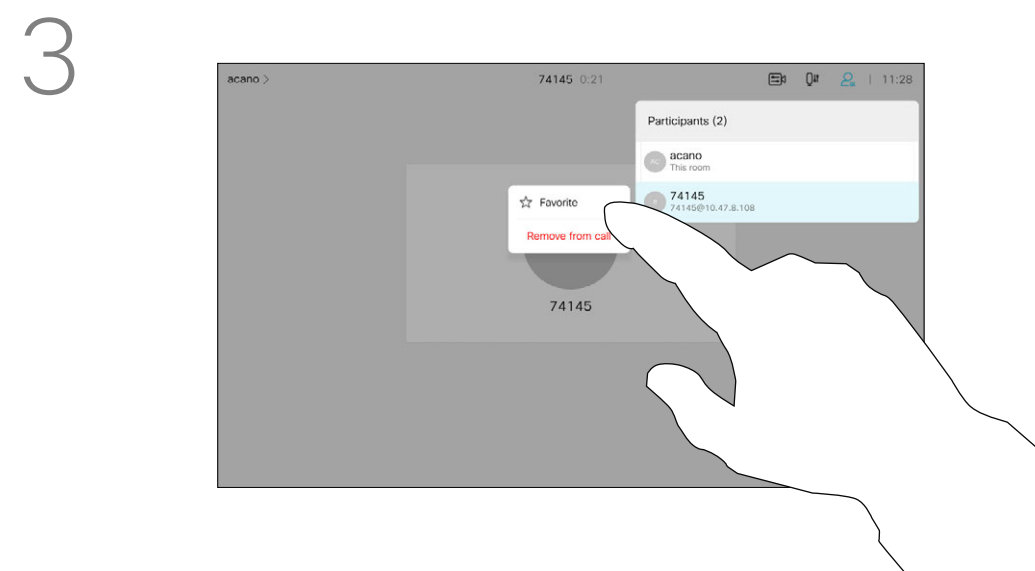 3
acano >
74145 0:21
11:28
Participants (2)
AC
acano
This room
74145
74145@10.47.8.108
Favorite
Remove from call
74145